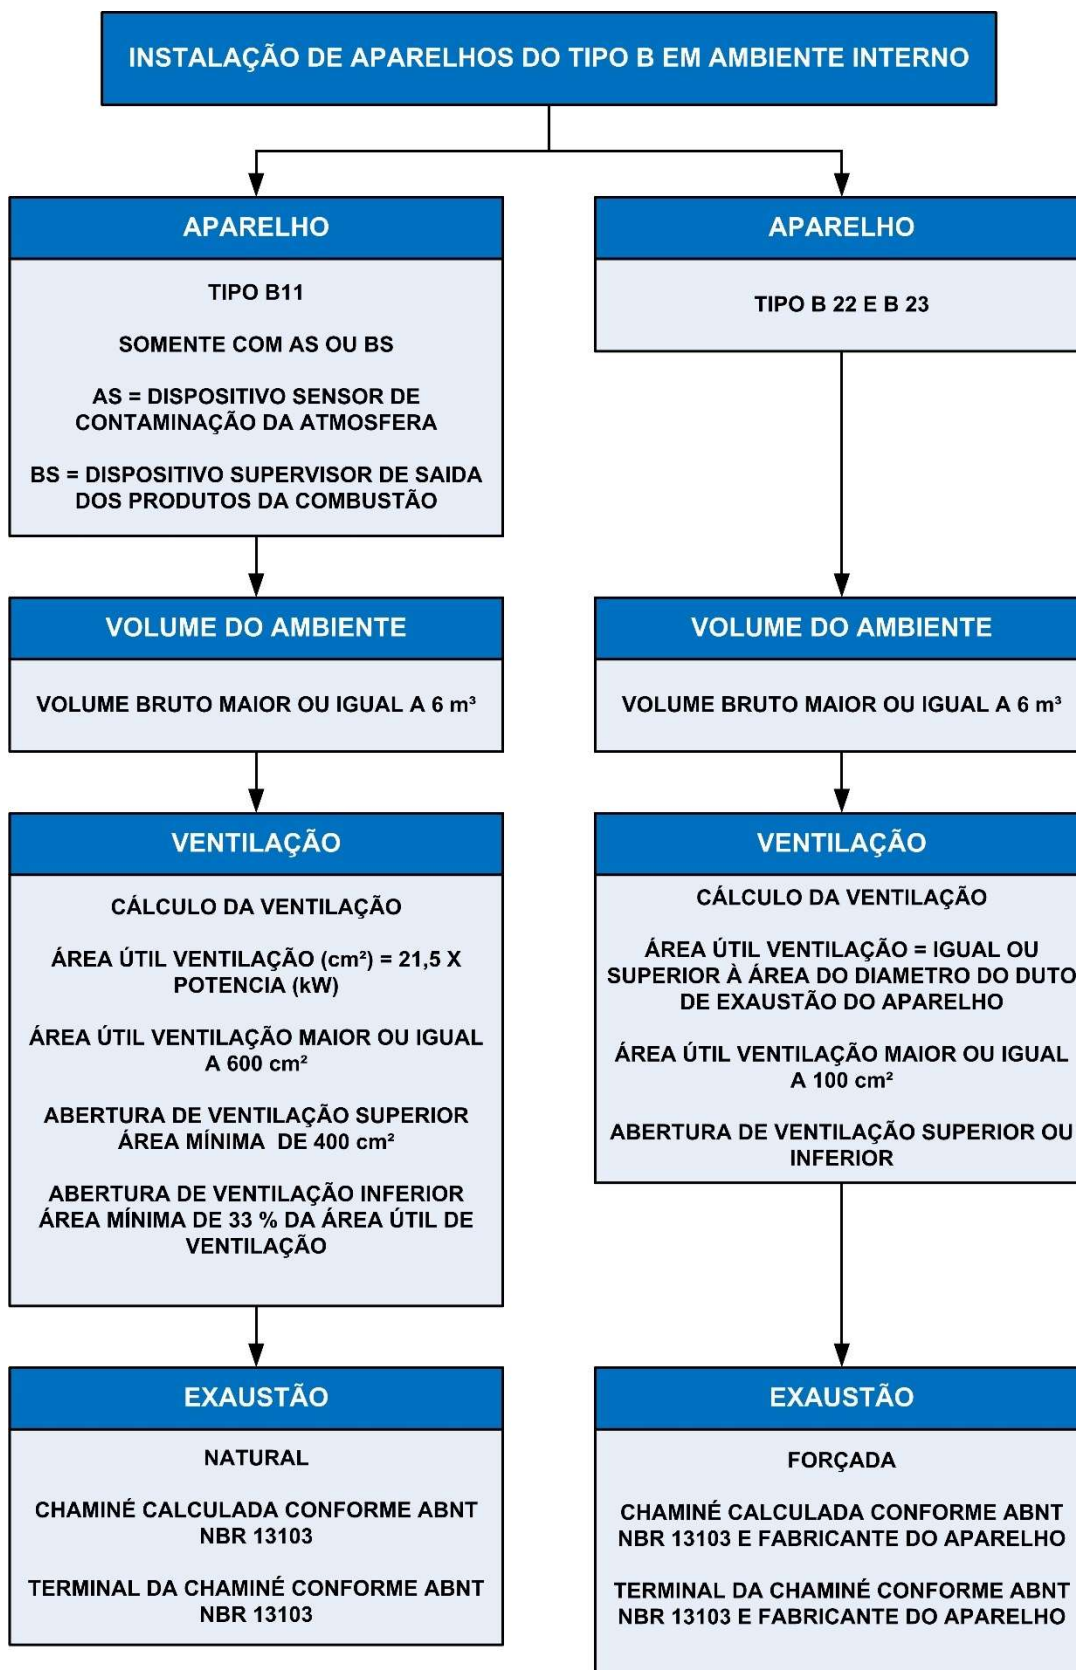 INSTALAÇÃO DE APARELHOS DO TIPO B EM AMBIENTE INTERNO
APARELHO
TIPO B11
SOMENTE COM AS OU BS
AS = DISPOSITIVO SENSOR DE
CONTAMINAÇÃO DA ATMOSFERA
BS = DISPOSITIVO SUPERVISOR DE SAIDA
DOS PRODUTOS DA COMBUSTÃO
VOLUME DO AMBIENTE
VOLUME BRUTO MAIOR OU IGUAL A 6 m³
VENTILAÇÃO
CÁLCULO DA VENTILAÇÃO
ÁREA ÚTIL VENTILAÇÃO (cm²) = 21,5 X
POTENCIA (kW)
ÁREA ÚTIL VENTILAÇÃO MAIOR OU IGUAL
A 600 cm²
ABERTURA DE VENTILAÇÃO SUPERIOR
ÁREA MÍNIMA DE 400 cm²
ABERTURA DE VENTILAÇÃO INFERIOR
ÁREA MÍNIMA DE 33 % DA ÁREA ÚTIL DE
VENTILAÇÃO
EXAUSTÃO
NATURAL
CHAMINÉ CALCULADA CONFORME ABNT
NBR 13103
TERMINAL DA CHAMINÉ CONFORME ABNT
NBR 13103
APARELHO
TIPO B 22 E B 23
VOLUME DO AMBIENTE
VOLUME BRUTO MAIOR OU IGUAL A 6 m³
VENTILAÇÃO
CÁLCULO DA VENTILAÇÃO
ÁREA ÚTIL VENTILAÇÃO = IGUAL OU
SUPERIOR À ÁREA DO DIAMETRO DO DUTO
DE EXAUSTÃO DO APARELHO
ÁREA ÚTIL VENTILAÇÃO MAIOR OU IGUAL
A 100 cm²
ABERTURA DE VENTILAÇÃO SUPERIOR OU
INFERIOR
EXAUSTÃO
FORÇADA
CHAMINÉ CALCULADA CONFORME ABNT
NBR 13103 E FABRICANTE DO APARELHO
TERMINAL DA CHAMINÉ CONFORME ABNT
NBR 13103 E FABRICANTE DO APARELHO